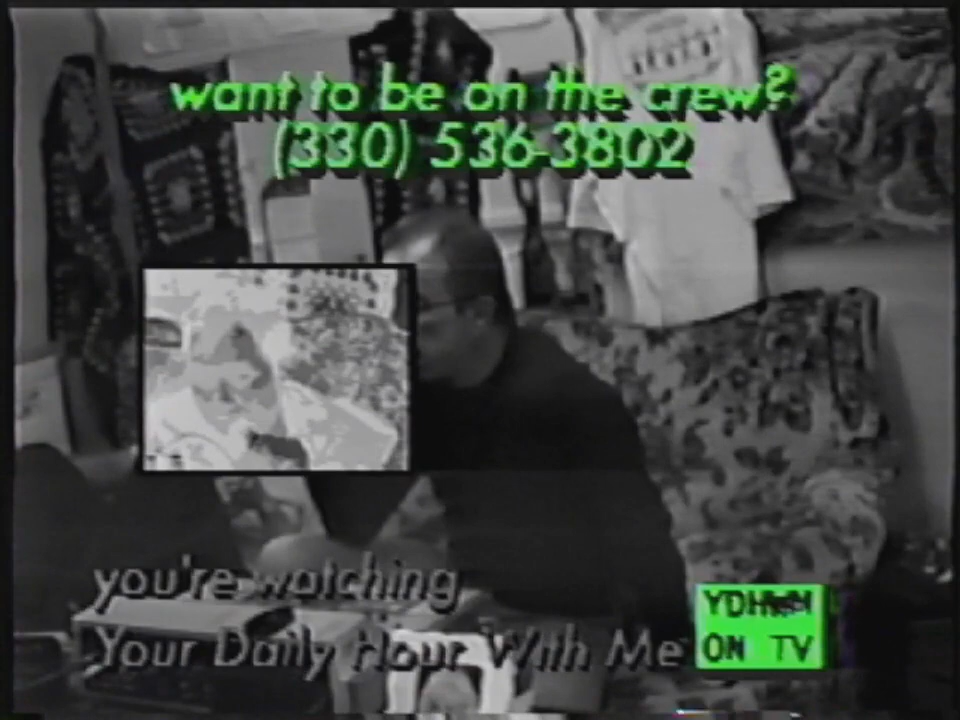 want to be on the crew?
(330) 536-3802
you're watching
Your Daily Hour With Me
YDHWM
ON TV